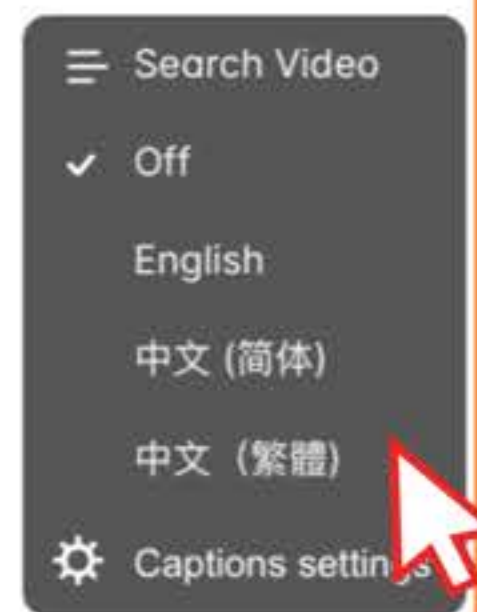 Search Video
Off
English
中文 (简体)
中文（繁體)
Captions settings